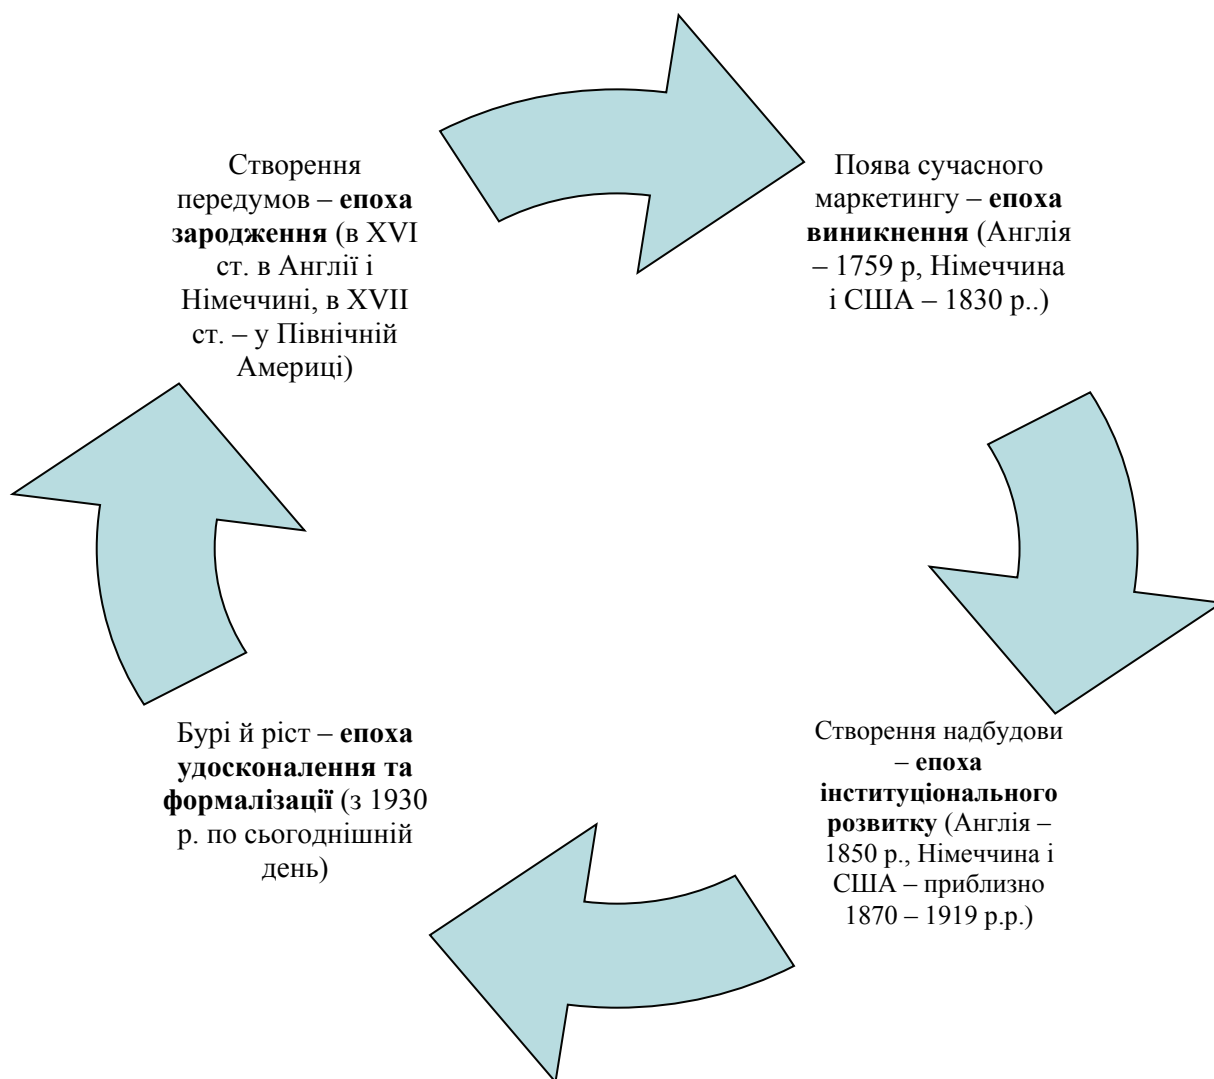 Створення
передумов – епоха
зародження (в XVI
ст. в Англії і
Німеччині, в XVII
ст. – у Північній
Америці)
Поява сучасного
маркетингу – епоха
виникнення (Англія
– 1759 р, Німеччина
і США – 1830 р..)
Створення надбудови
– епоха
інституціонального
розвитку (Англія –
1850 р., Німеччина і
США – приблизно
1870 – 1919 р.р.)
Бурі й ріст – епоха
удосконалення та
формалізації (з 1930
р. по сьогоднішній
день)